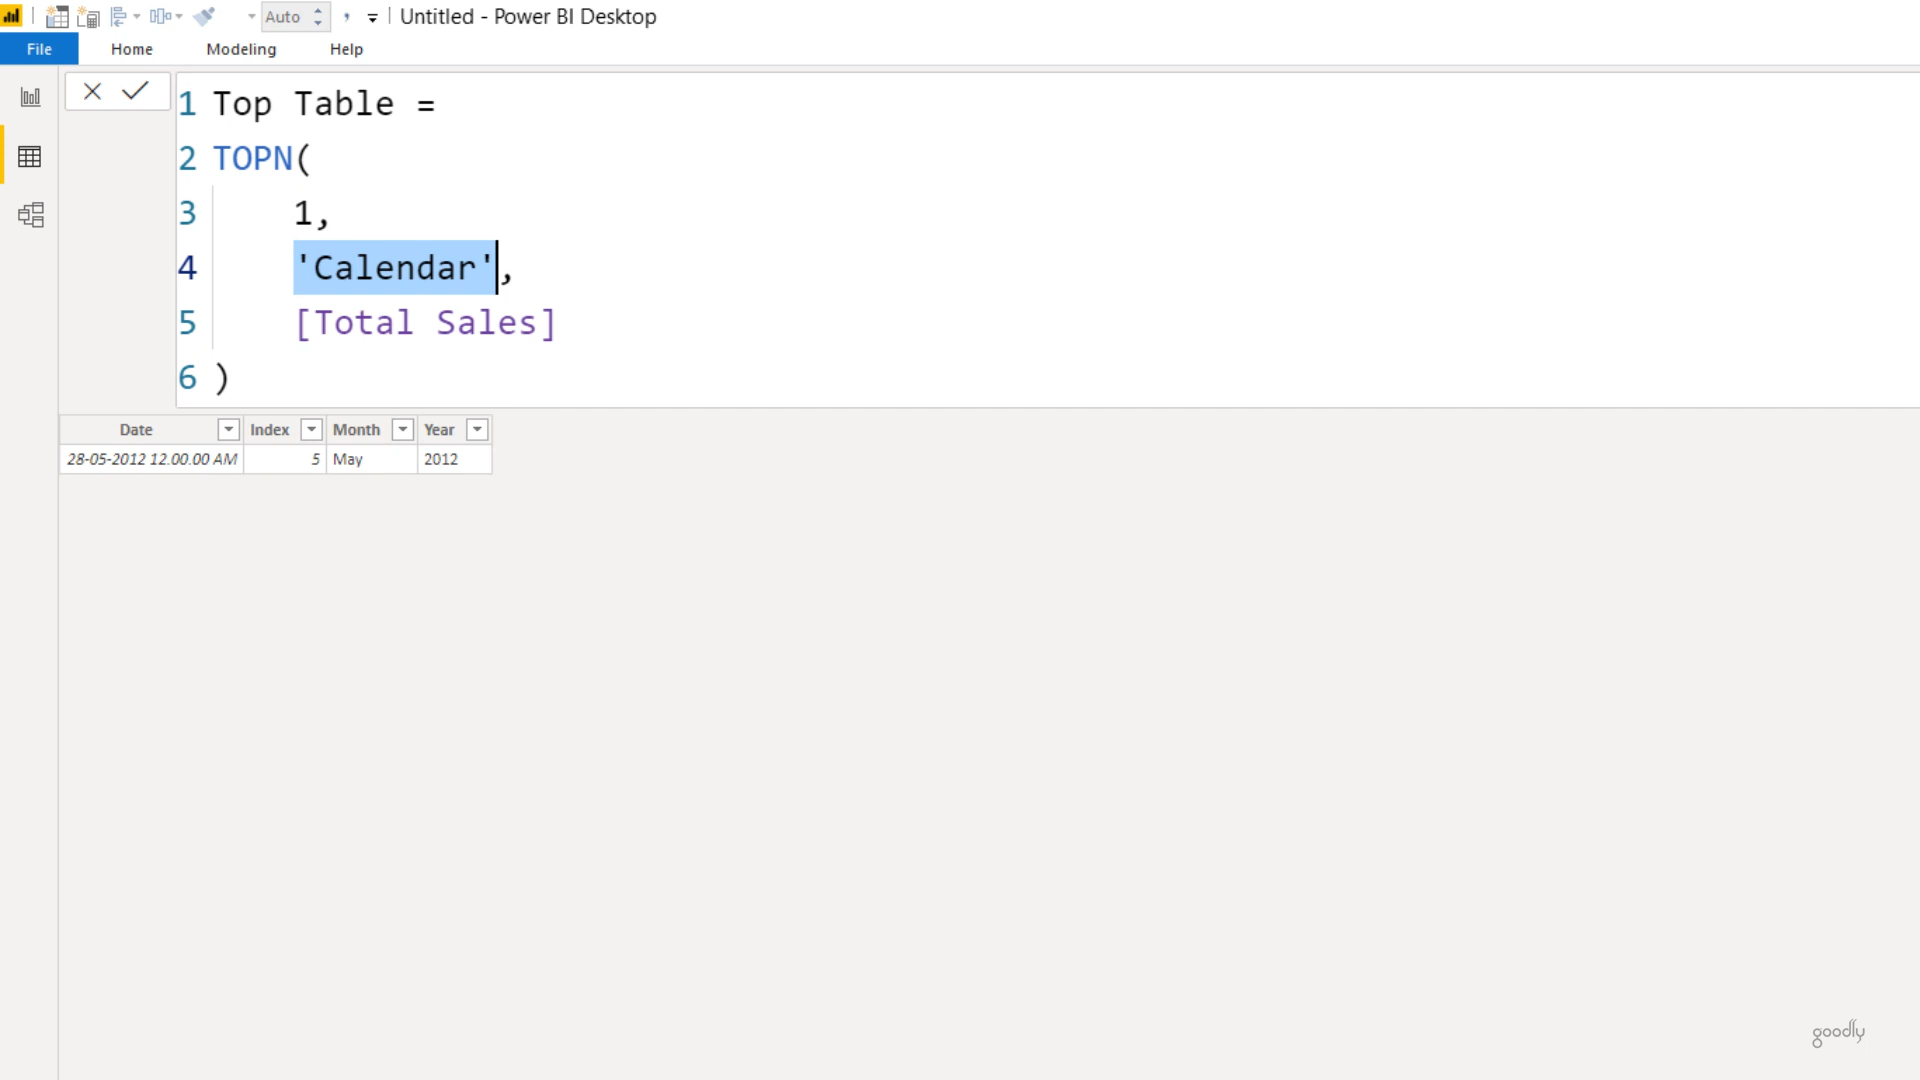 Auto Untitled - Power BI Desktop
File Home Modeling Help
1 Top Table =
2 TOPN(
3 1,
4 'Calendar',
5 [Total Sales]
6 )
Date Index Month Year
28-05-2012 12.00.00 AM 5 May 2012
goodly